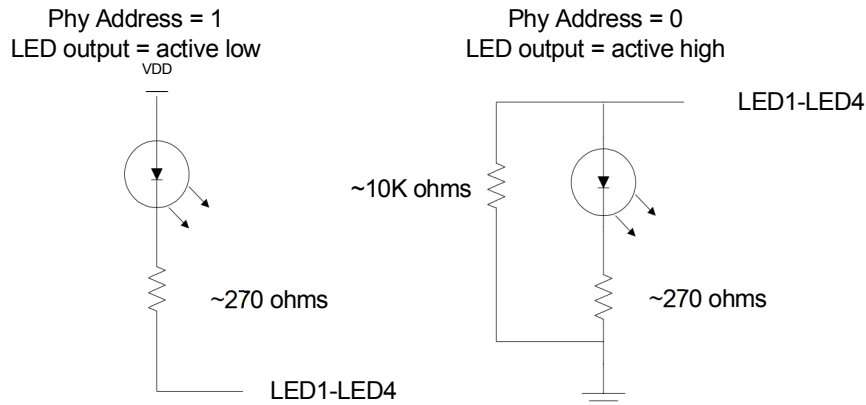 Phy Address = 1
LED output = active low
VDD
~270 ohms
LED1-LED4
Phy Address = 0
LED output = active high
LED1-LED4
~10K ohms
~270 ohms